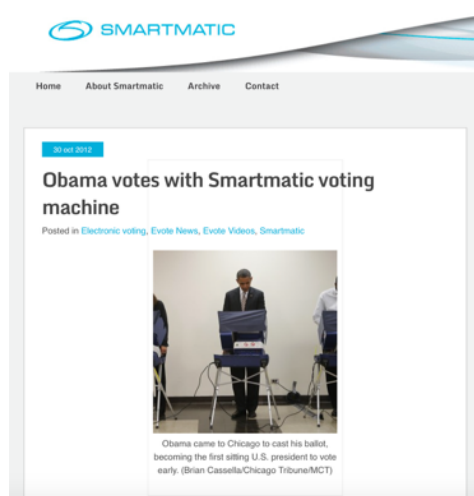 SMARTMATIC
Home About Smartmatic Archive Contact
30 oct 2012
Obama votes with Smartmatic voting
machine
Posted in Electronic voting, Evote News, Evote Videos, Smartmatic
Obama came to Chicago to cast his ballot,
becoming the first sitting U.S. president to vote
early. (Brian Cassella/Chicago Tribune/MCT)